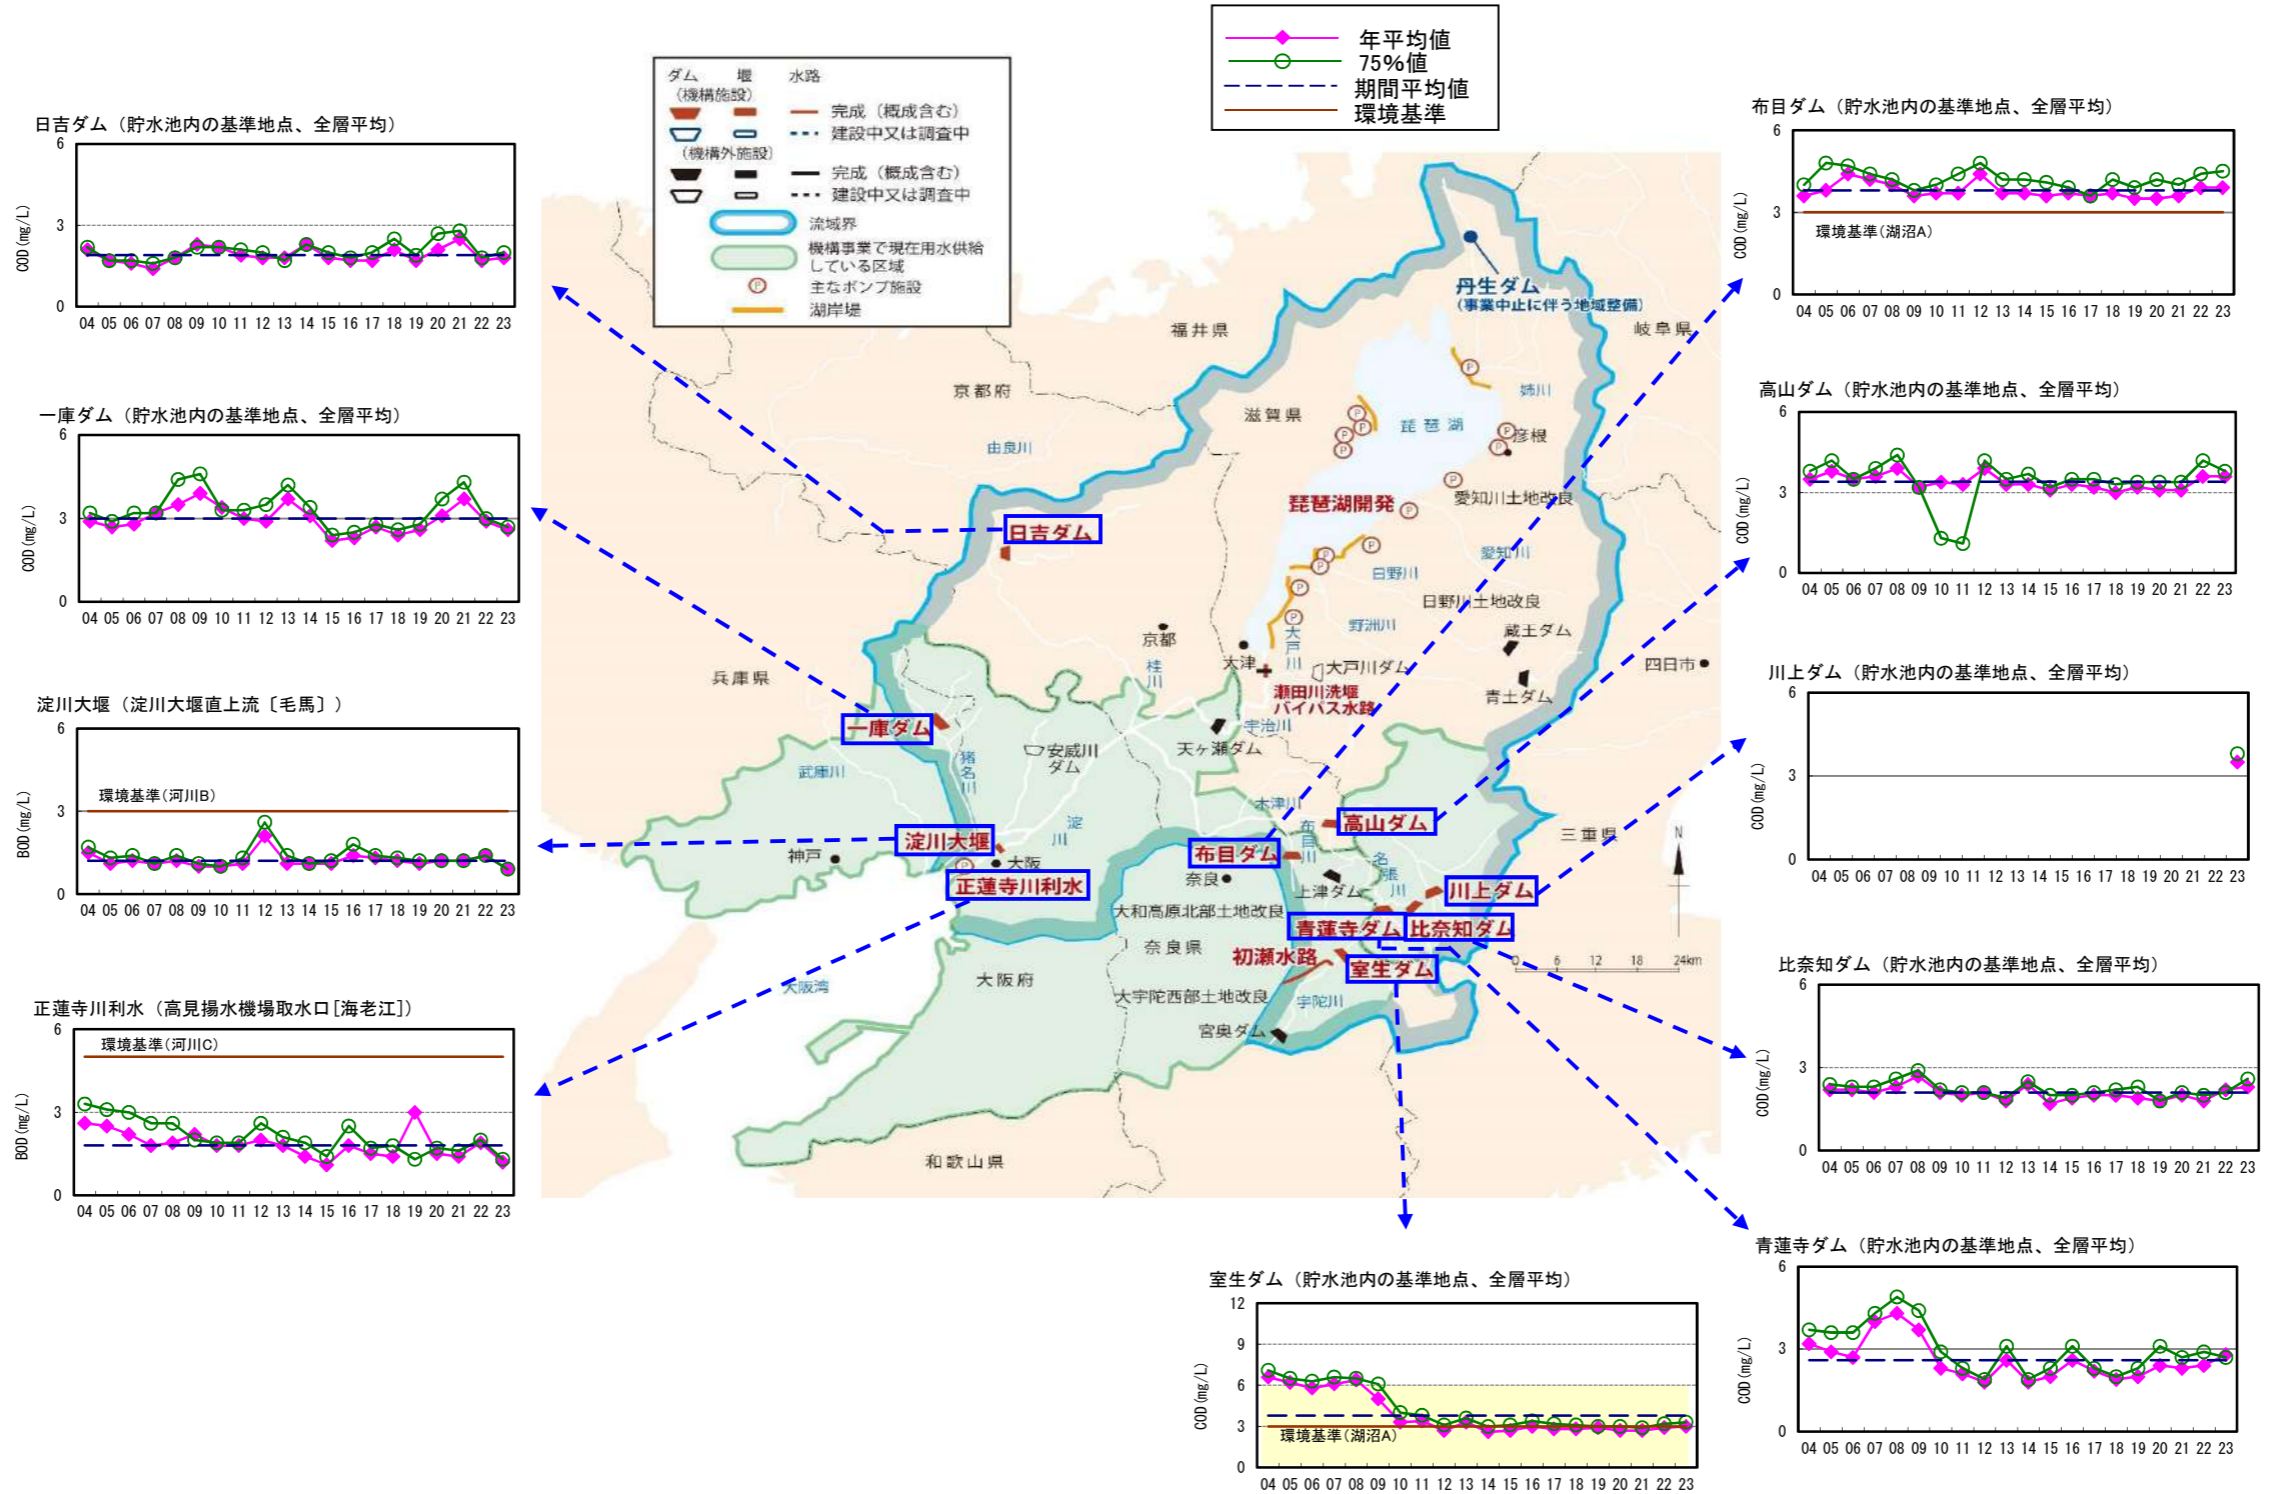 年平均値
75%値
期間平均値
環境基準
ダム 堰 水路
(機構施設)
完成（概成含む）
建設中又は調査中
(機構外施設)
完成（概成含む）
建設中又は調査中
流域界
機構事業で現在用水供給
している区域
P 主なポンプ施設
湖岸堤
日吉ダム（貯水池内の基準地点、全層平均）
COD(mg/L)
6
3
0
04 05 06 07 08 09 10 11 12 13 14 15 16 17 18 19 20 21 22 23
一庫ダム（貯水池内の基準地点、全層平均）
COD(mg/L)
6
3
0
04 05 06 07 08 09 10 11 12 13 14 15 16 17 18 19 20 21 22 23
淀川大堰（淀川大堰直上流〔毛馬〕）
BOD(mg/L)
6
3
0
環境基準(河川B)
04 05 06 07 08 09 10 11 12 13 14 15 16 17 18 19 20 21 22 23
正蓮寺川利水（高見揚水機場取水口[海老江]）
BOD(mg/L)
6
3
0
環境基準(河川C)
04 05 06 07 08 09 10 11 12 13 14 15 16 17 18 19 20 21 22 23
丹生ダム
(事業中止に伴う地域整備)
福井県
岐阜県
京都府
滋賀県
姉川
琵琶湖
彦根
由良川
愛知川土地改良
琵琶湖開発
日吉ダム
愛知川
日野川
日野川土地改良
野洲川
大戸川
蔵王ダム
京都
大津
大戸川ダム
四日市
桂川
兵庫県
瀬田川洗堰
バイパス水路
青土ダム
一庫ダム
宇治川
天ヶ瀬ダム
安威川
ダム
猪名川
武庫川
木津川
高山ダム
三重県
N
淀川
淀川大堰
布目川
布目ダム
名張川
神戸
大阪
正蓮寺川利水
奈良
上津ダム
川上ダム
大和高原北部土地改良
青蓮寺ダム
比奈知ダム
奈良県
初瀬水路
室生ダム
0 6 12 18 24km
大阪府
大阪湾
大宇陀西部土地改良
宇陀川
宮奥ダム
和歌山県
布目ダム（貯水池内の基準地点、全層平均）
COD(mg/L)
6
3
0
環境基準(湖沼A)
04 05 06 07 08 09 10 11 12 13 14 15 16 17 18 19 20 21 22 23
高山ダム（貯水池内の基準地点、全層平均）
COD(mg/L)
6
3
0
04 05 06 07 08 09 10 11 12 13 14 15 16 17 18 19 20 21 22 23
川上ダム（貯水池内の基準地点、全層平均）
COD(mg/L)
6
3
0
04 05 06 07 08 09 10 11 12 13 14 15 16 17 18 19 20 21 22 23
比奈知ダム（貯水池内の基準地点、全層平均）
COD(mg/L)
6
3
0
04 05 06 07 08 09 10 11 12 13 14 15 16 17 18 19 20 21 22 23
青蓮寺ダム（貯水池内の基準地点、全層平均）
COD(mg/L)
6
3
0
04 05 06 07 08 09 10 11 12 13 14 15 16 17 18 19 20 21 22 23
室生ダム（貯水池内の基準地点、全層平均）
COD(mg/L)
12
9
6
3
0
環境基準(湖沼A)
04 05 06 07 08 09 10 11 12 13 14 15 16 17 18 19 20 21 22 23